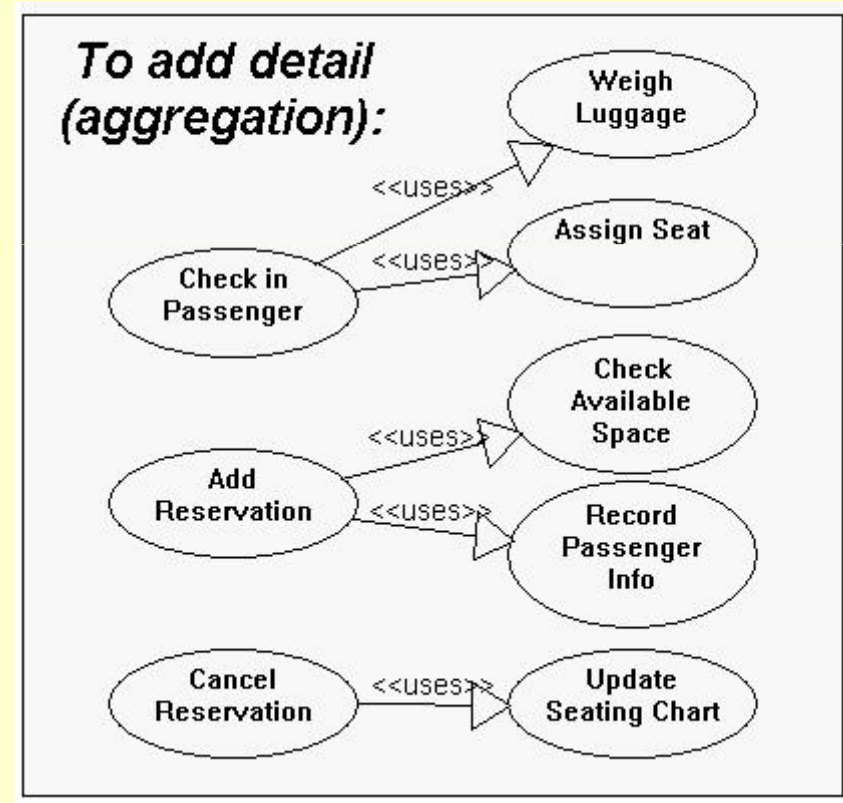 To add detail
(aggregation):
Weigh
Luggage
<<uses>>
Assign Seat
<<uses>>
Check in
Passenger
Check
Available
Space
<<uses>>
Add
Reservation
<<uses>>
Record
Passenger
Info
Cancel
Reservation
<<uses>>
Update
Seating Chart